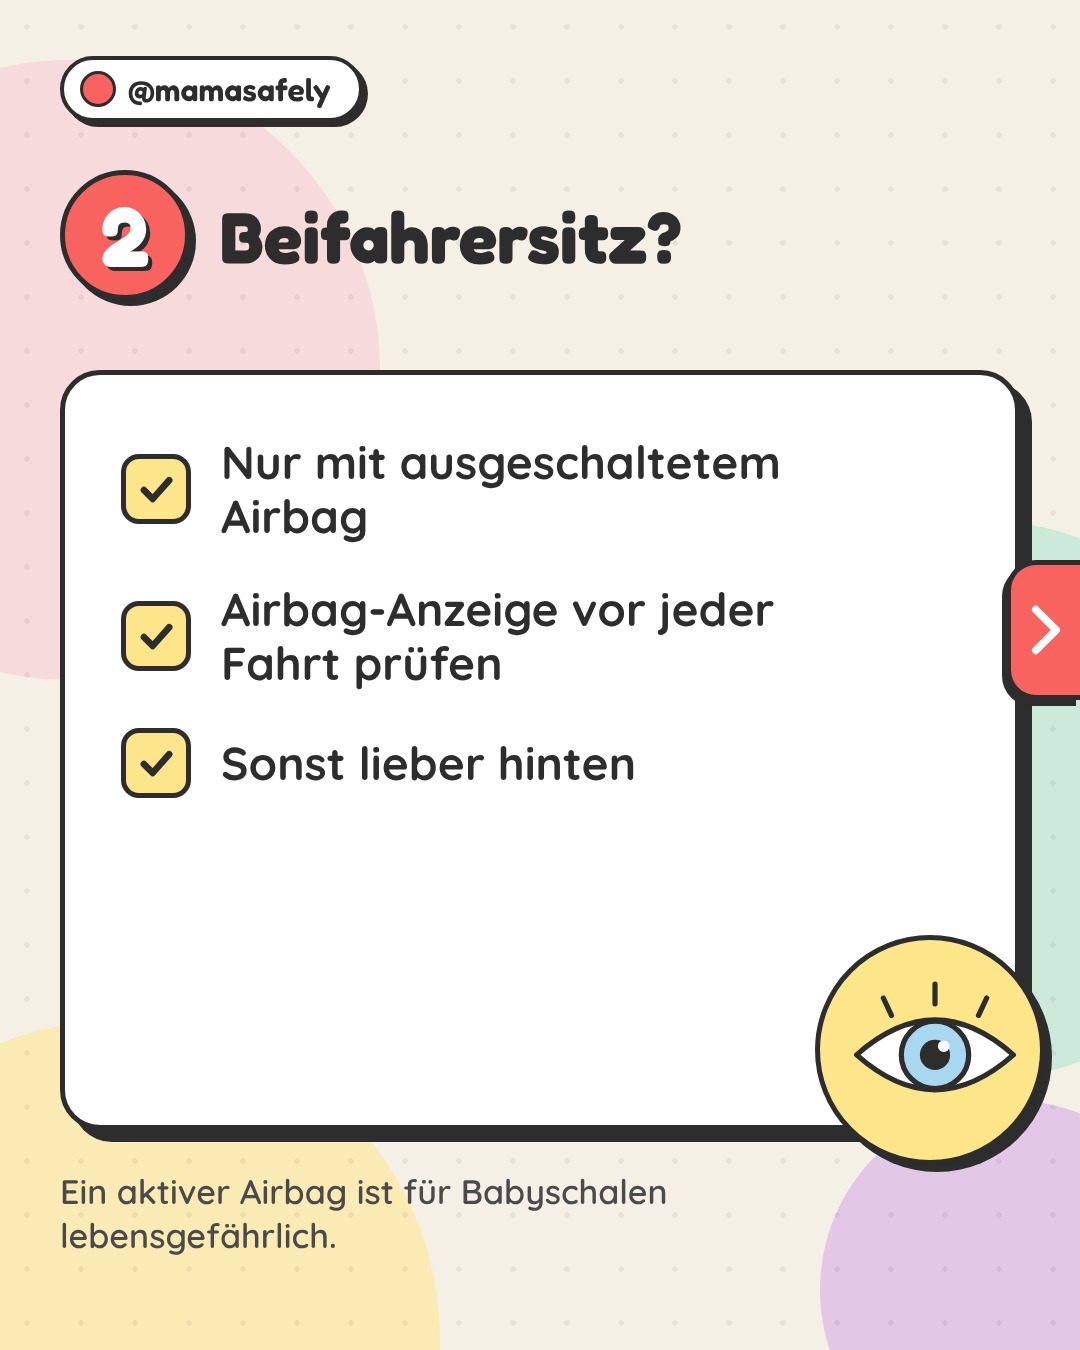 @mamasafely
2 Beifahrersitz?
Nur mit ausgeschaltetem
Airbag
Airbag-Anzeige vor jeder
Fahrt prüfen
Sonst lieber hinten
Ein aktiver Airbag ist für Babyschalen
lebensgefährlich.